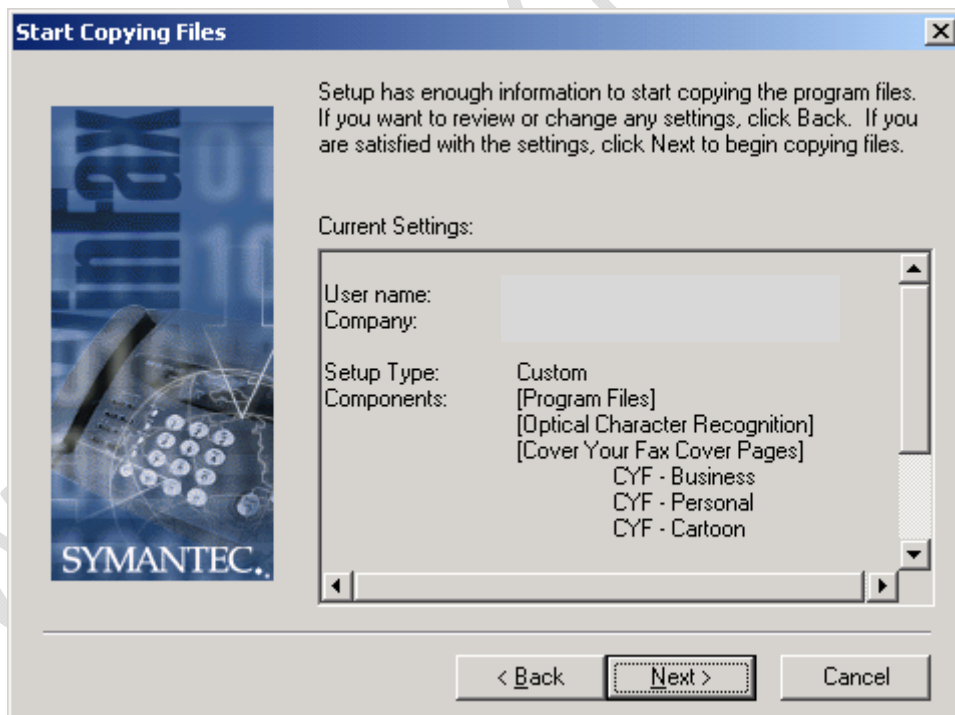 Start Copying Files
Setup has enough information to start copying the program files.
If you want to review or change any settings, click Back. If you
are satisfied with the settings, click Next to begin copying files.
WinFax
SYMANTEC.
Current Settings:
User name:
Company:
Setup Type: Custom
Components: [Program Files]
[Optical Character Recognition]
[Cover Your Fax Cover Pages]
CYF - Business
CYF - Personal
CYF - Cartoon
< Back
Next >
Cancel